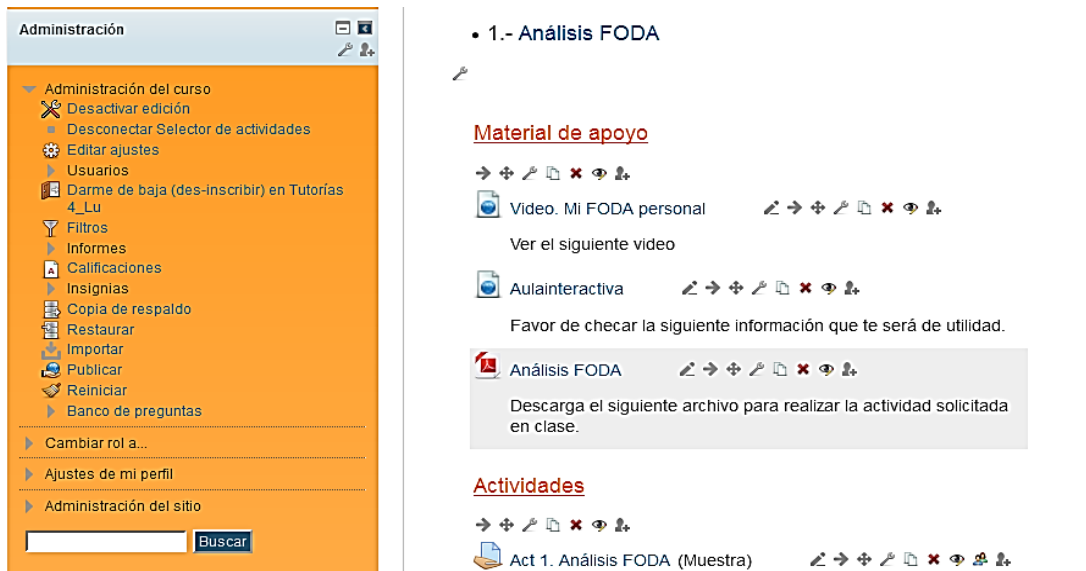 Administración
Administración del curso
Desactivar edición
Desconectar Selector de actividades
Editar ajustes
Usuarios
Darme de baja (des-inscribir) en Tutorías
4_Lu
Filtros
Informes
Calificaciones
Insignias
Copia de respaldo
Restaurar
Importar
Publicar
Reiniciar
Banco de preguntas
Cambiar rol a...
Ajustes de mi perfil
Administración del sitio
Buscar
• 1.- Análisis FODA
Material de apoyo
Video. Mi FODA personal
Ver el siguiente video
Aulainteractiva
Favor de checar la siguiente información que te será de utilidad.
Análisis FODA
Descarga el siguiente archivo para realizar la actividad solicitada
en clase.
Actividades
Act 1. Análisis FODA (Muestra)